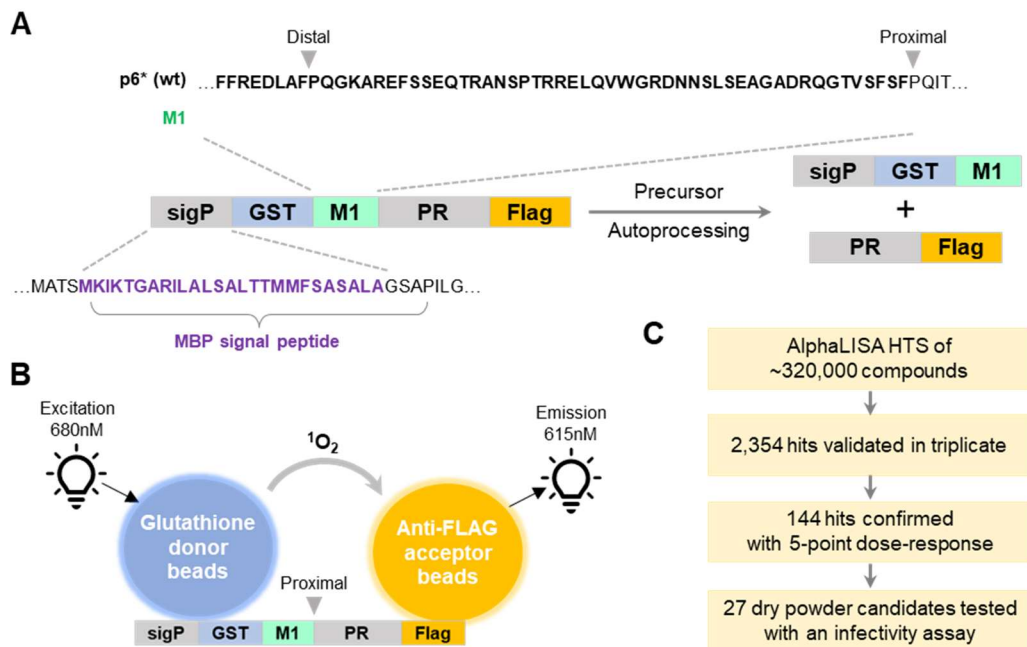 A
Distal
Proximal
p6* (wt) ...FFREDLAFPQGKAREFSSEQTRANSPTRRELQVWGRDNNSLSEAGADRQGTVSFSFPQIT...
M1
sigP GST M1 PR Flag
Precursor
Autoprocessing
sigP GST M1
+
PR Flag
...MATSMKIKTGARILALSALTTMMFSASALAGSAPILG...
MBP signal peptide
B
Excitation
680nM
1O2
Emission
615nM
Glutathione
donor
beads
Anti-FLAG
acceptor
beads
Proximal
sigP GST M1 PR Flag
C
AlphaLISA HTS of
~320,000 compounds
2,354 hits validated in triplicate
144 hits confirmed
with 5-point dose-response
27 dry powder candidates tested
with an infectivity assay